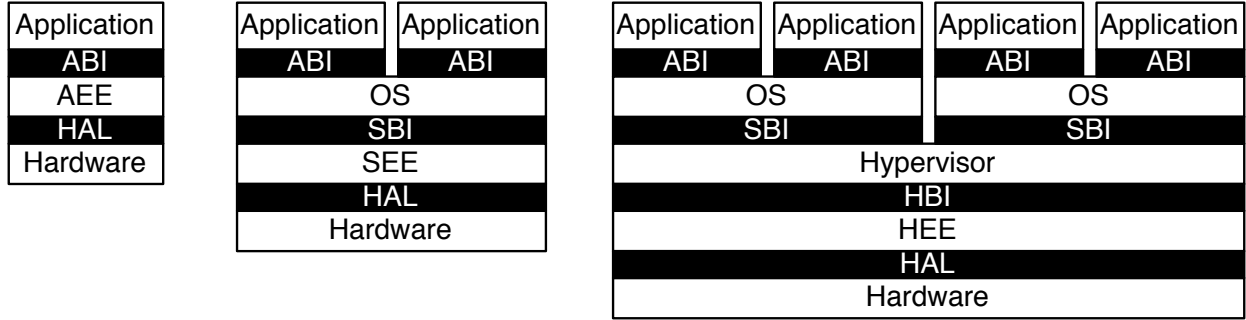 Application
ABI
AEE
HAL
Hardware
Application Application
ABI ABI
OS
SBI
SEE
HAL
Hardware
Application Application Application Application
ABI ABI ABI ABI
OS OS
SBI SBI
Hypervisor
HBI
HEE
HAL
Hardware